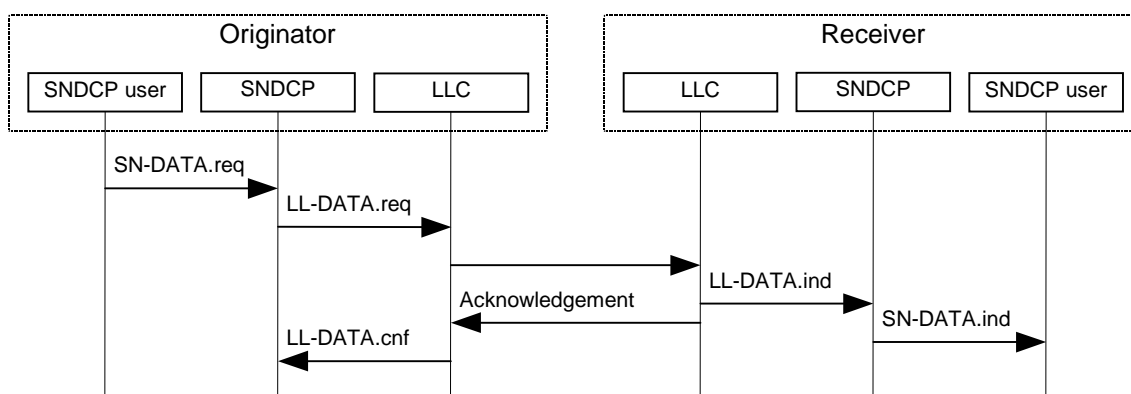 Originator
Receiver
SNDCP user
SNDCP
LLC
LLC
SNDCP
SNDCP user
SN-DATA.req
LL-DATA.req
LL-DATA.ind
Acknowledgement
SN-DATA.ind
LL-DATA.cnf